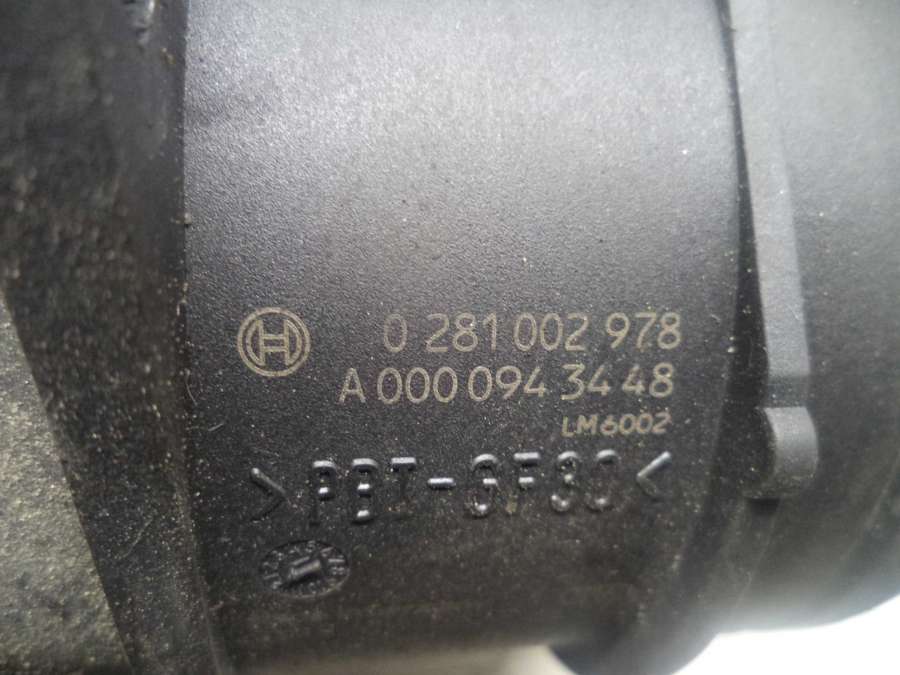 0 281 002 978
A 000 094 34 48
LM6002
>PBT-GF30<